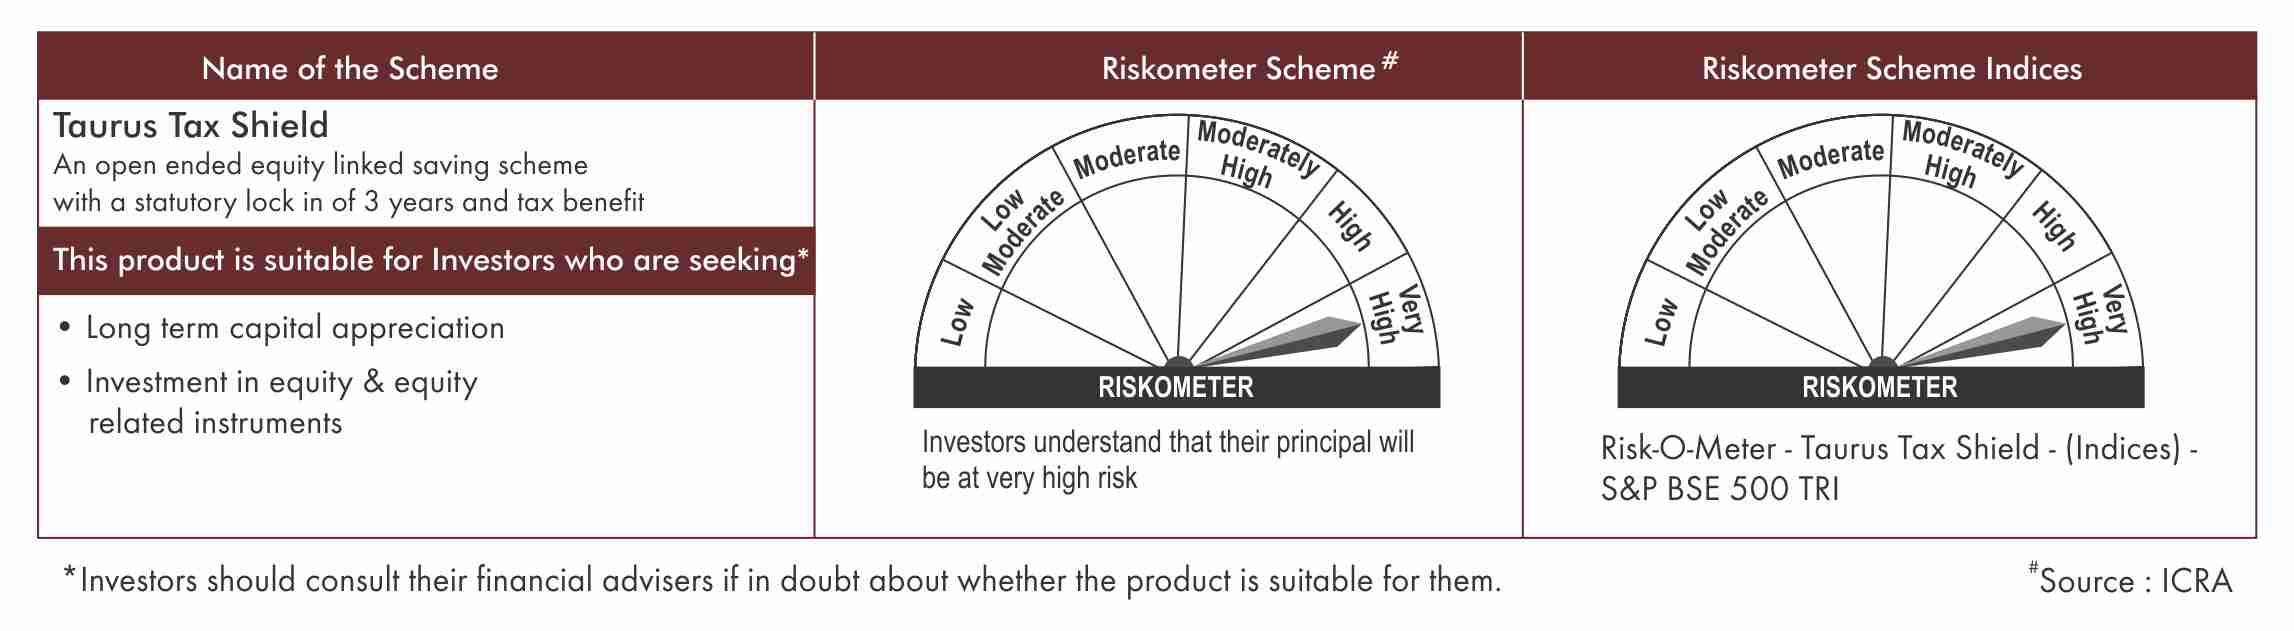 Name of the Scheme
Riskometer Scheme #
Riskometer Scheme Indices
Taurus Tax Shield
An open ended equity linked saving scheme
with a statutory lock in of 3 years and tax benefit
This product is suitable for Investors who are seeking*
• Long term capital appreciation
• Investment in equity & equity
related instruments
Low
Low
Moderate
Moderate
Moderately
High
High
Very
High
RISKOMETER
Investors understand that their principal will
be at very high risk
Low
Low
Moderate
Moderate
Moderately
High
High
Very
High
RISKOMETER
Risk-O-Meter - Taurus Tax Shield - (Indices) -
S&P BSE 500 TRI
*Investors should consult their financial advisers if in doubt about whether the product is suitable for them.
#Source : ICRA